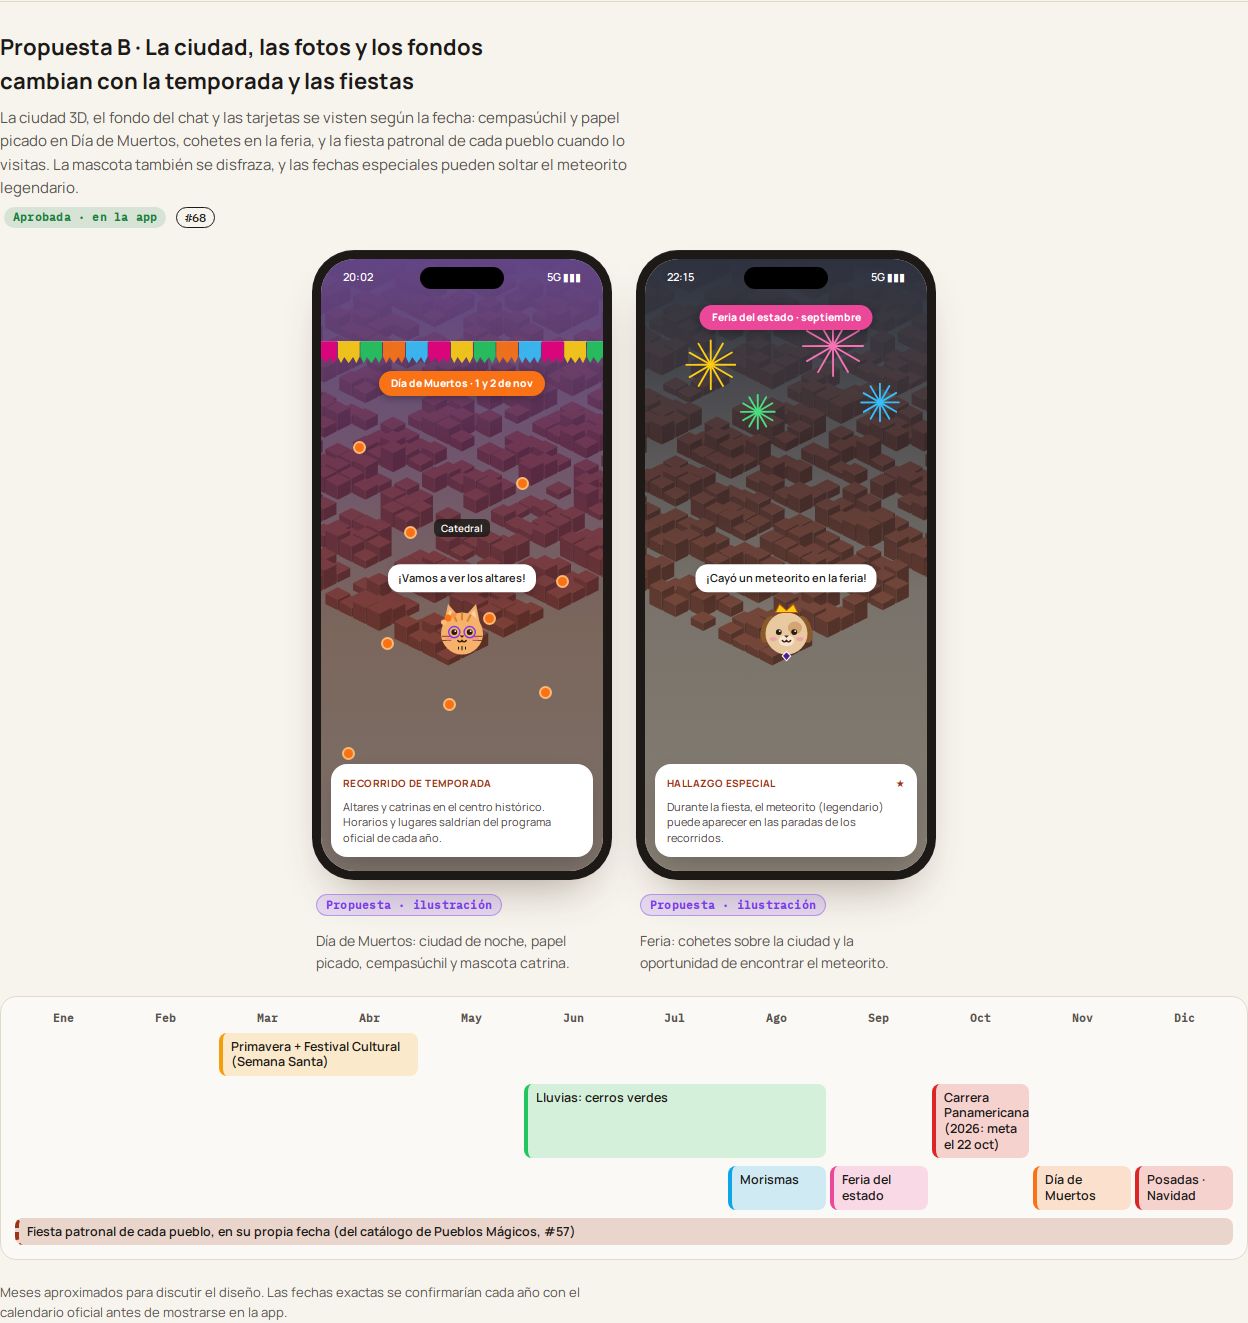 Propuesta B · La ciudad, las fotos y los fondos
cambian con la temporada y las fiestas
La ciudad 3D, el fondo del chat y las tarjetas se visten según la fecha: cempasúchil y papel
picado en Día de Muertos, cohetes en la feria, y la fiesta patronal de cada pueblo cuando lo
visitas. La mascota también se disfraza, y las fechas especiales pueden soltar el meteorito
legendario.
Aprobada · en la app #68
20:02 5G
Día de Muertos · 1 y 2 de nov
Catedral
¡Vamos a ver los altares!
RECORRIDO DE TEMPORADA
Altares y catrinas en el centro histórico.
Horarios y lugares saldrían del programa
oficial de cada año.
Propuesta · ilustración
Día de Muertos: ciudad de noche, papel
picado, cempasúchil y mascota catrina.
22:15 5G
Feria del estado · septiembre
¡Cayó un meteorito en la feria!
HALLAZGO ESPECIAL ★
Durante la fiesta, el meteorito (legendario)
puede aparecer en las paradas de los
recorridos.
Propuesta · ilustración
Feria: cohetes sobre la ciudad y la
oportunidad de encontrar el meteorito.
Ene Feb Mar Abr May Jun Jul Ago Sep Oct Nov Dic
Primavera + Festival Cultural
(Semana Santa)
Lluvias: cerros verdes
Carrera
Panamericana
(2026: meta
el 22 oct)
Morismas
Feria del
estado
Día de
Muertos
Posadas ·
Navidad
Fiesta patronal de cada pueblo, en su propia fecha (del catálogo de Pueblos Mágicos, #57)
Meses aproximados para discutir el diseño. Las fechas exactas se confirmarían cada año con el
calendario oficial antes de mostrarse en la app.